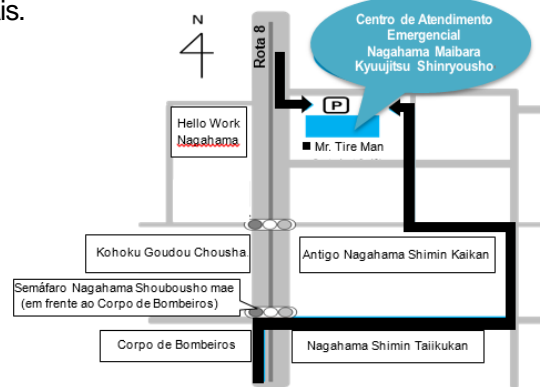 ais.
N
Rota 8
Centro de Atendimento
Emergencial
Nagahama Maibara
Kyuujitsu Shinryousho
P
Hello Work
Nagahama
■ Mr. Tire Man
Kohoku Goudou Chousha
Antigo Nagahama Shimin Kaikan
Semáfaro Nagahama Shoubousho mae
(em frente ao Corpo de Bombeiros)
Corpo de Bombeiros
Nagahama Shimin Taiikukan